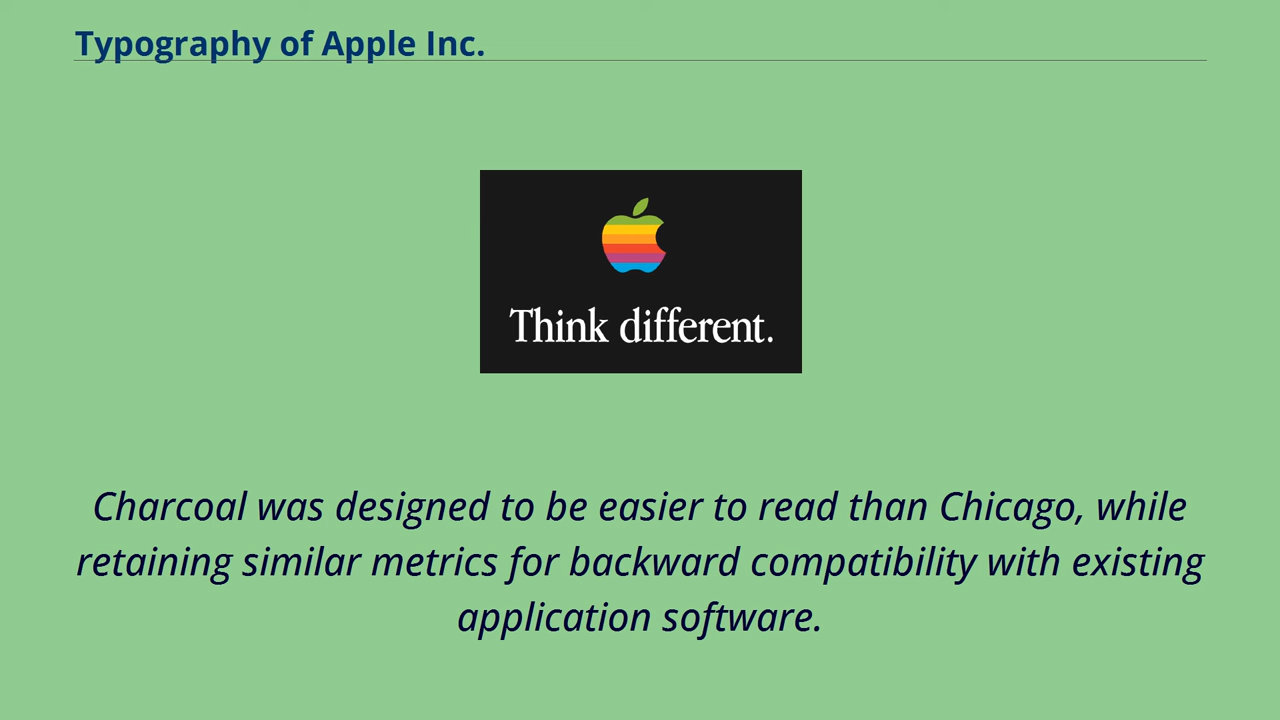 Typography of Apple Inc.
Think different.
Charcoal was designed to be easier to read than Chicago, while
retaining similar metrics for backward compatibility with existing
application software.